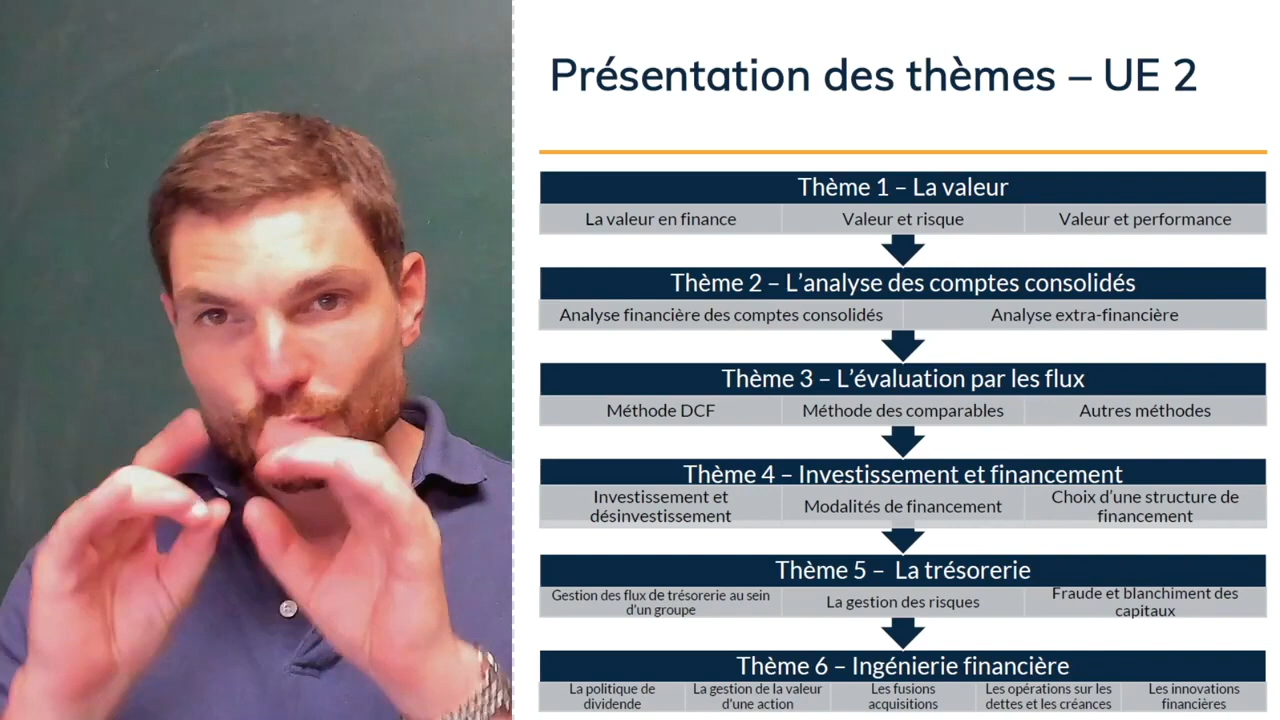 Présentation des thèmes – UE 2
Thème 1 – La valeur
La valeur en finance
Valeur et risque
Valeur et performance
Thème 2 – L’analyse des comptes consolidés
Analyse financière des comptes consolidés
Analyse extra-financière
Thème 3 – L’évaluation par les flux
Méthode DCF
Méthode des comparables
Autres méthodes
Thème 4 – Investissement et financement
Investissement et
désinvestissement
Modalités de financement
Choix d’une structure de
financement
Thème 5 – La trésorerie
Gestion des flux de trésorerie au sein
d’un groupe
La gestion des risques
Fraude et blanchiment des
capitaux
Thème 6 – Ingénierie financière
La politique de
dividende
La gestion de la valeur
d’une action
Les fusions
acquisitions
Les opérations sur les
dettes et les créances
Les innovations
financières